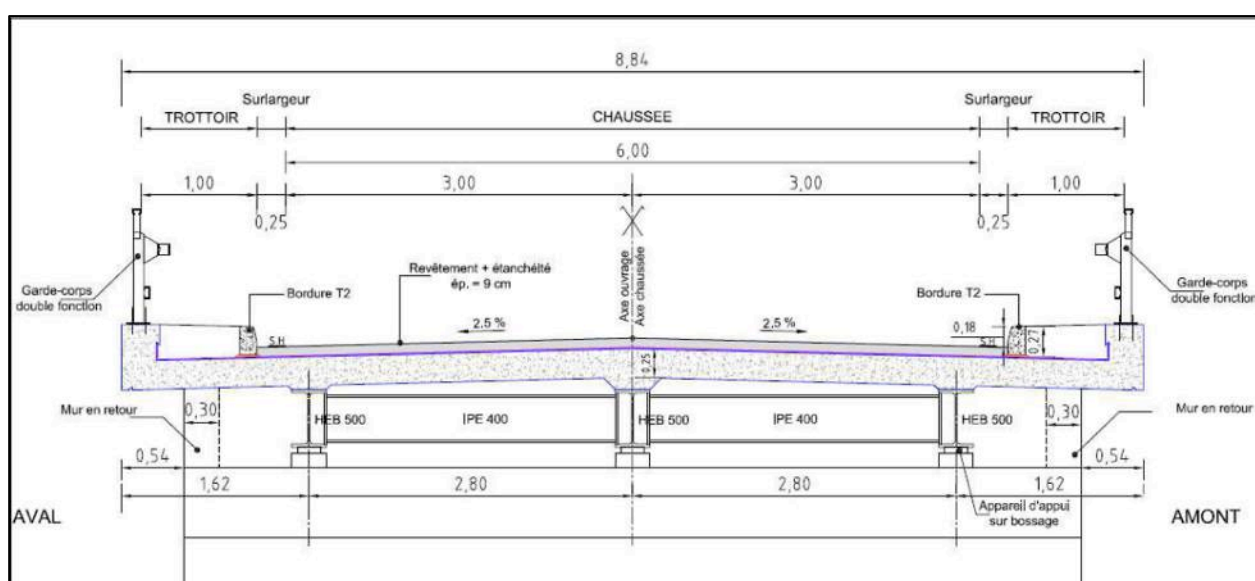 8,84
Surlargeur
Surlargeur
TROTTOIR
CHAUSSEE
TROTTOIR
6,00
1,00
3,00
3,00
1,00
0,25
0,25
Axe ouvrage
Axe chaussée
Revêtement + étanchéité
ép. = 9 cm
Garde-corps
double fonction
Bordure T2
Bordure T2
Garde-corps
double fonction
2,5 %
2,5 %
0,18
0,27
S.H
S.H
0,25
Mur en retour
0,30
HEB 500
IPE 400
HEB 500
IPE 400
HEB 500
0,30
Mur en retour
0,54
0,54
1,62
2,80
2,80
1,62
AVAL
Appareil d'appui
sur bossage
AMONT